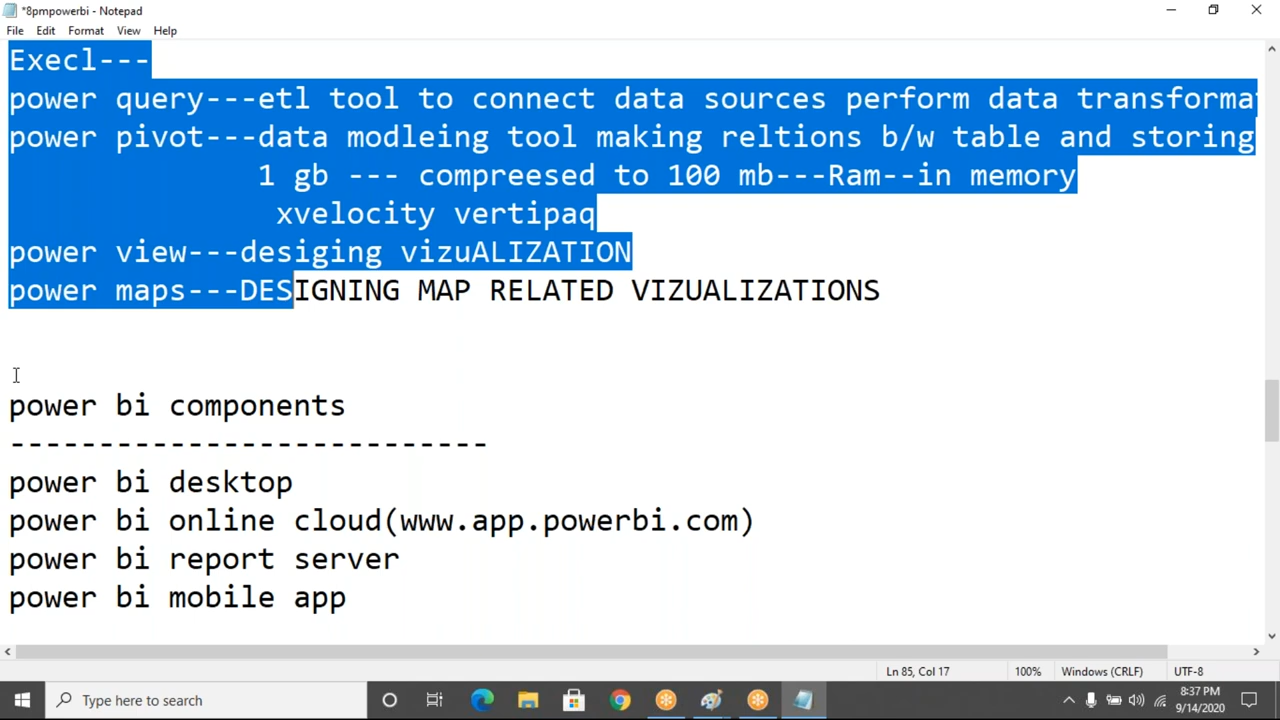 *8pmpowerbi - Notepad
File Edit Format View Help
Execl---
power query---etl tool to connect data sources perform data
power pivot---data modleing tool making reltions b/w table and storing
1 gb --- compreesed to 100 mb---Ram--in memory
xvelocity vertipaq
power view---desiging vizuALIZATION
power maps---DESIGNING MAP RELATED VIZUALIZATIONS
power bi components
---------------------------
power bi desktop
power bi online cloud(www.app.powerbi.com)
power bi report server
power bi mobile app
Ln 85, Col 17 100% Windows (CRLF) UTF-8
Type here to search
8:37 PM
9/14/2020